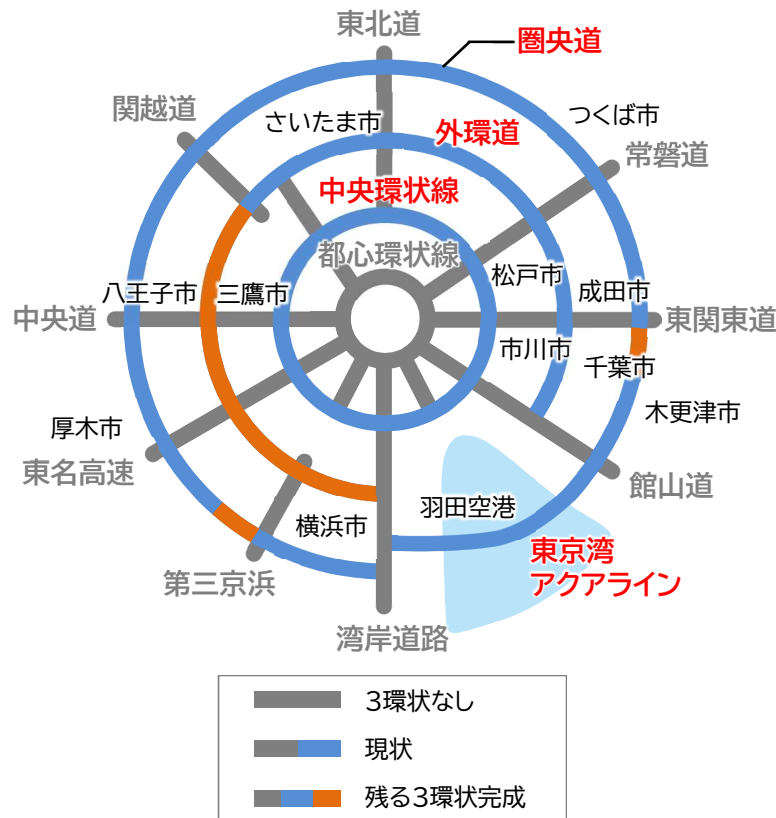 東北道
圏央道
関越道
つくば市
さいたま市
外環道
常磐道
中央環状線
都心環状線
松戸市
八王子市
三鷹市
成田市
中央道
東関東道
市川市
千葉市
木更津市
厚木市
東名高速
館山道
羽田空港
横浜市
東京湾
アクアライン
第三京浜
湾岸道路
3環状なし
現状
残る3環状完成